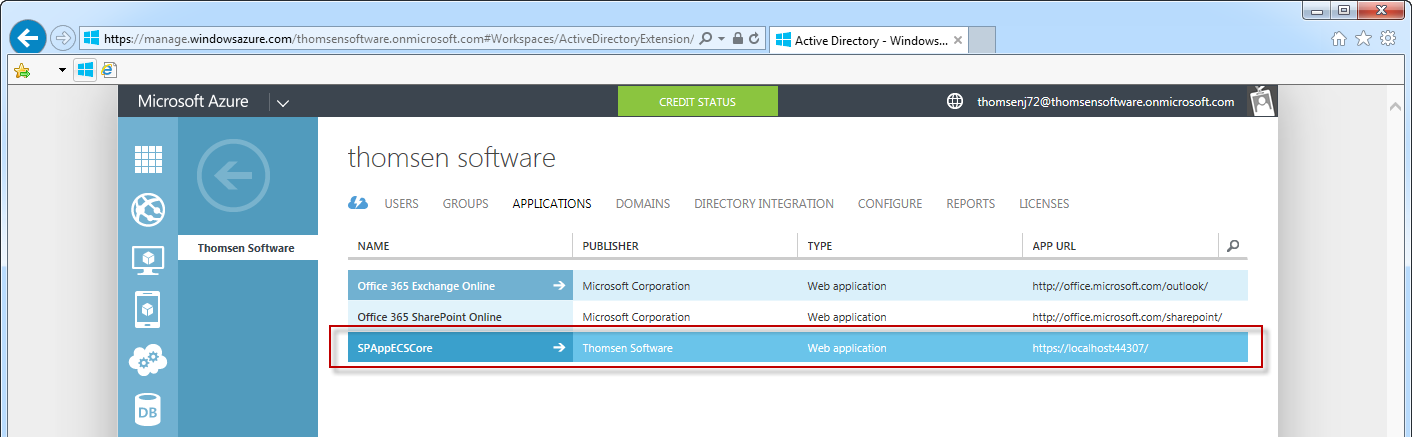 https://manage.windowsazure.com/thomsensoftware.onmicrosoft.com#Workspaces/ActiveDirectoryExtension/ Active Directory - Windows...
Microsoft Azure CREDIT STATUS thomsenj72@thomsensoftware.onmicrosoft.com
thomsen software
USERS GROUPS APPLICATIONS DOMAINS DIRECTORY INTEGRATION CONFIGURE REPORTS LICENSES
Thomsen Software
NAME PUBLISHER TYPE APP URL
Office 365 Exchange Online Microsoft Corporation Web application http://office.microsoft.com/outlook/
Office 365 SharePoint Online Microsoft Corporation Web application http://office.microsoft.com/sharepoint/
SPAppECSCore Thomsen Software Web application https://localhost:44307/
DB